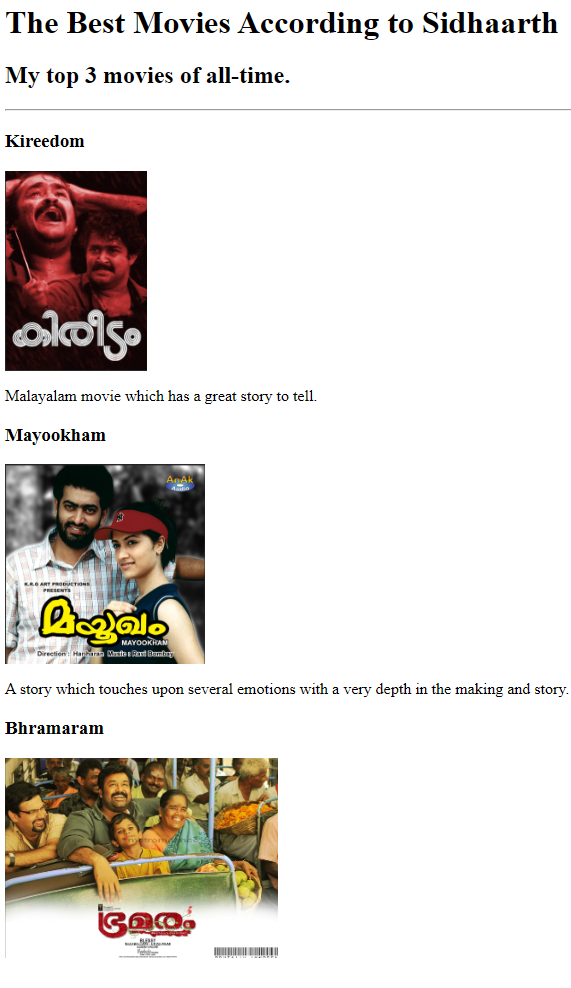 The Best Movies According to Sidhaarth
My top 3 movies of all-time.
Kireedom
കിരീടം
Malayalam movie which has a great story to tell.
Mayookham
ArAk
Audio
K.R.G ART PRODUCTIONS
PRESENTS
മയൂഖം
MAYOOKHAM
Direction : Hariharan Music : Ravi Bombay
A story which touches upon several emotions with a very depth in the making and story.
Bhramaram
ഭ്രമരം
BLESSY